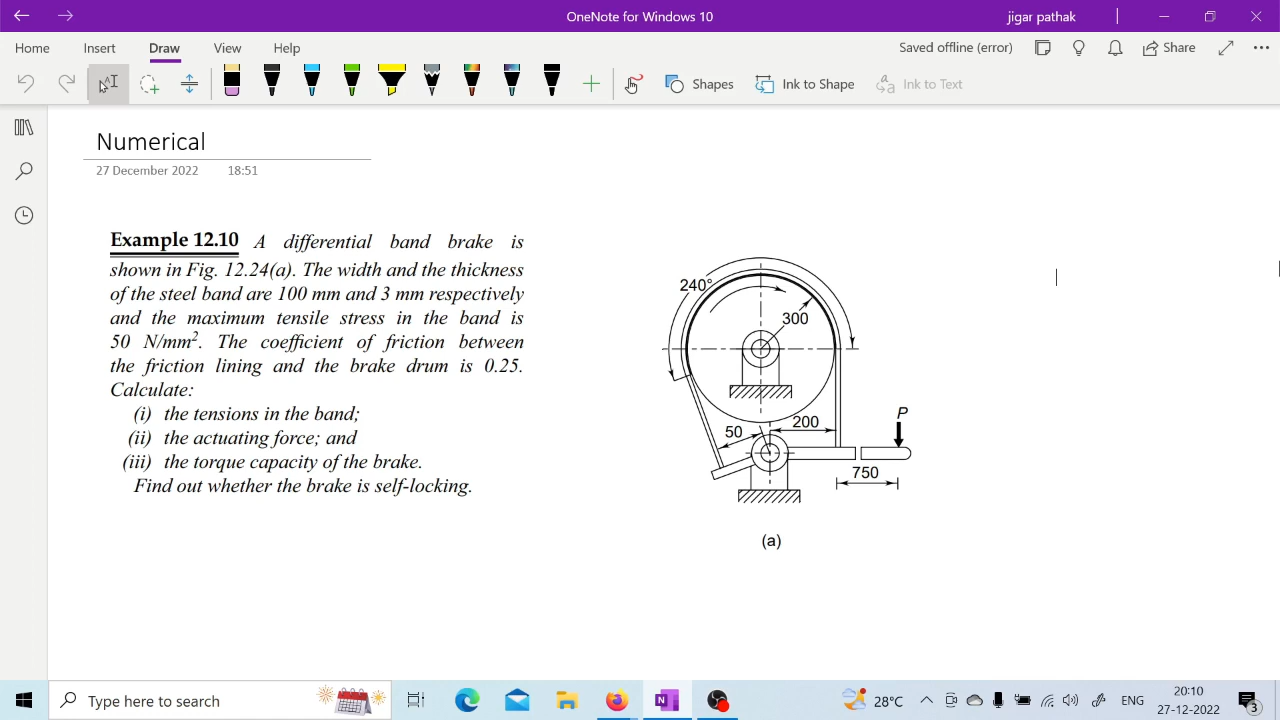 OneNote for Windows 10
jigar pathak
Home Insert Draw View Help
Saved offline (error)
Share
Shapes
Ink to Shape
Ink to Text
Numerical
27 December 2022 18:51
Example 12.10 A differential band brake is
shown in Fig. 12.24(a). The width and the thickness
of the steel band are 100 mm and 3 mm respectively
and the maximum tensile stress in the band is
50 N/mm². The coefficient of friction between
the friction lining and the brake drum is 0.25.
Calculate:
(i) the tensions in the band;
(ii) the actuating force; and
(iii) the torque capacity of the brake.
Find out whether the brake is self-locking.
240°
300
P
200
50
750
(a)
Type here to search
28°C
ENG
20:10
27-12-2022
3